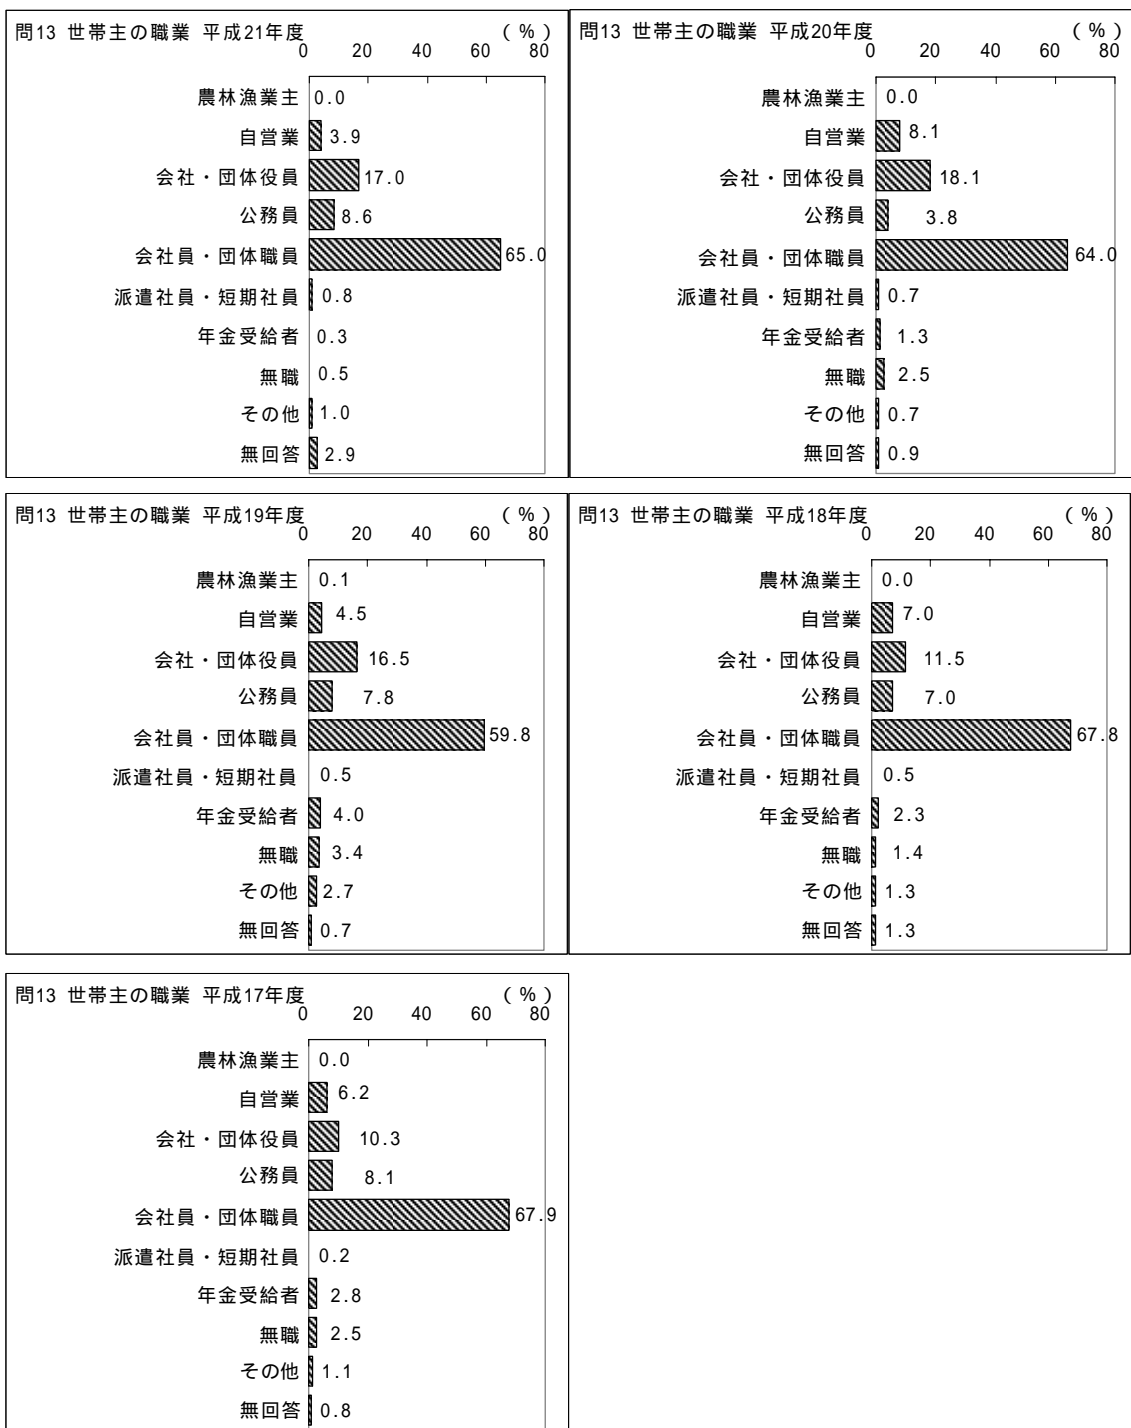 問13 世帯主の職業 平成21年度 (%)
0 20 40 60 80
農林漁業主 0.0
自営業 3.9
会社・団体役員 17.0
公務員 8.6
会社員・団体職員 65.0
派遣社員・短期社員 0.8
年金受給者 0.3
無職 0.5
その他 1.0
無回答 2.9
問13 世帯主の職業 平成20年度 (%)
0 20 40 60 80
農林漁業主 0.0
自営業 8.1
会社・団体役員 18.1
公務員 3.8
会社員・団体職員 64.0
派遣社員・短期社員 0.7
年金受給者 1.3
無職 2.5
その他 0.7
無回答 0.9
問13 世帯主の職業 平成19年度 (%)
0 20 40 60 80
農林漁業主 0.1
自営業 4.5
会社・団体役員 16.5
公務員 7.8
会社員・団体職員 59.8
派遣社員・短期社員 0.5
年金受給者 4.0
無職 3.4
その他 2.7
無回答 0.7
問13 世帯主の職業 平成18年度 (%)
0 20 40 60 80
農林漁業主 0.0
自営業 7.0
会社・団体役員 11.5
公務員 7.0
会社員・団体職員 67.8
派遣社員・短期社員 0.5
年金受給者 2.3
無職 1.4
その他 1.3
無回答 1.3
問13 世帯主の職業 平成17年度 (%)
0 20 40 60 80
農林漁業主 0.0
自営業 6.2
会社・団体役員 10.3
公務員 8.1
会社員・団体職員 67.9
派遣社員・短期社員 0.2
年金受給者 2.8
無職 2.5
その他 1.1
無回答 0.8